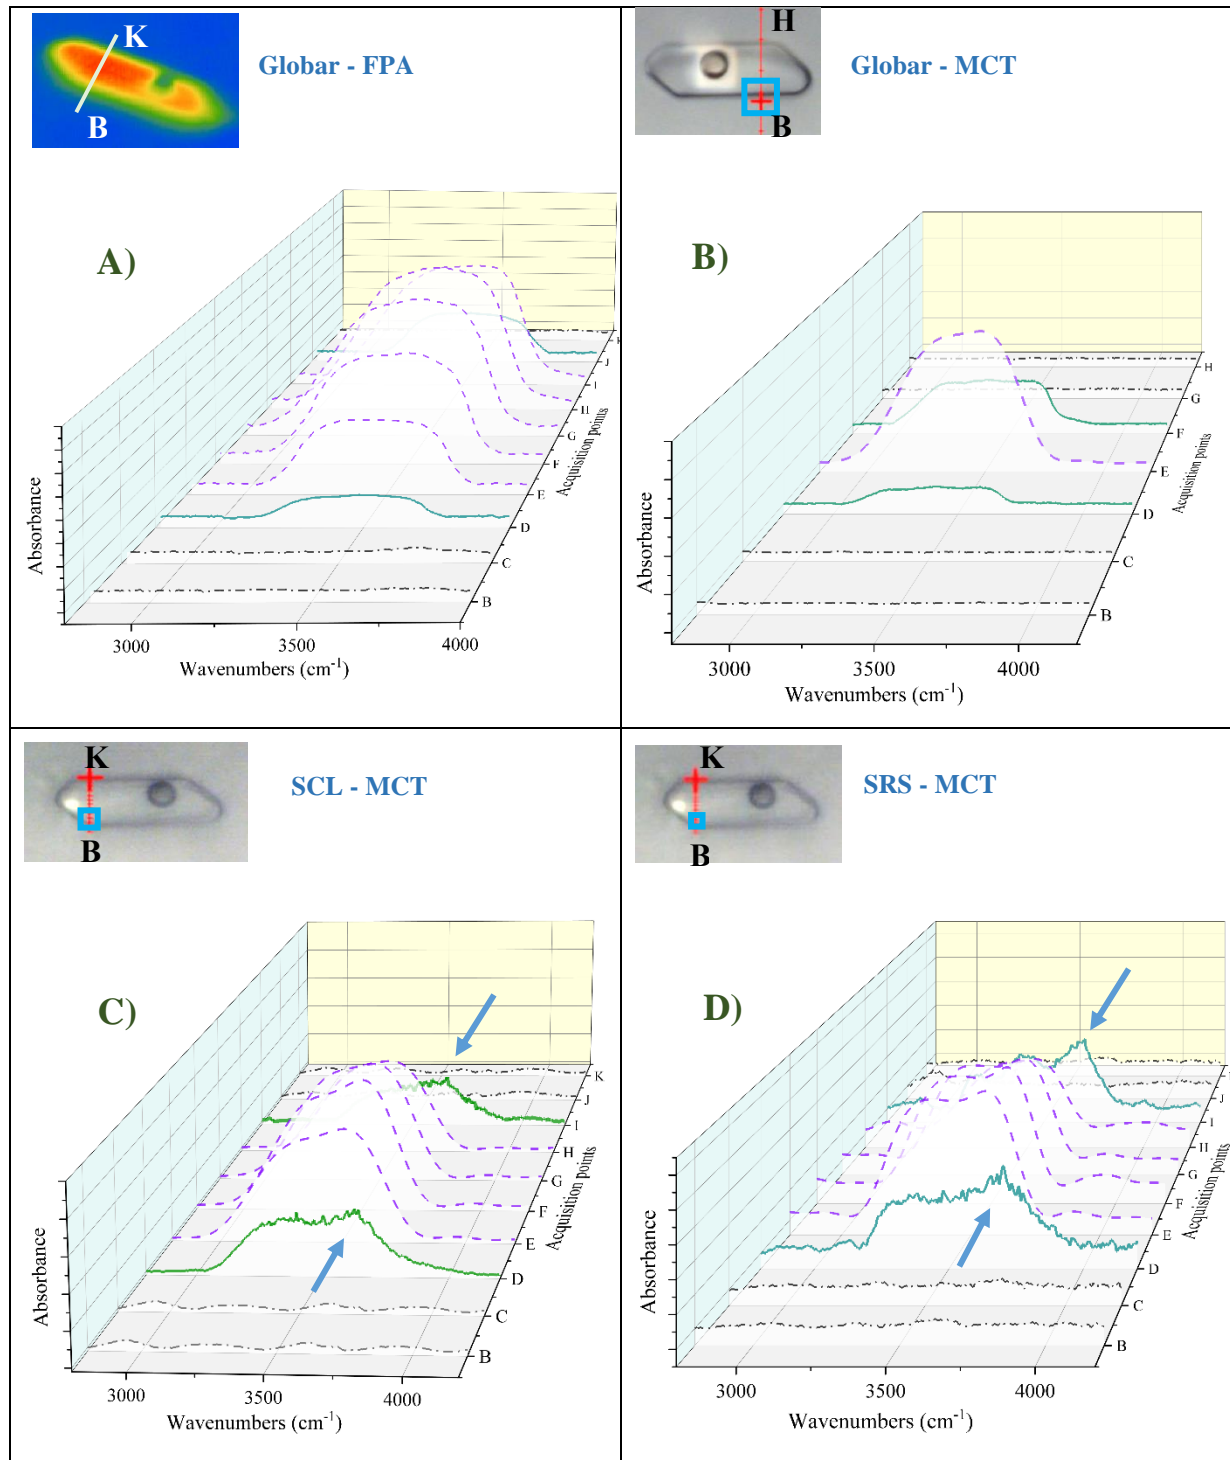 K
B
Globar - FPA
A)
Absorbance
3000
3500
4000
Wavenumbers (cm⁻¹)
B
C
D
E
F
G
H
I
J
Acquisition points
H
B
Globar - MCT
B)
Absorbance
3000
3500
4000
Wavenumbers (cm⁻¹)
B
C
D
E
F
G
H
Acquisition points
K
B
SCL - MCT
C)
Absorbance
3000
3500
4000
Wavenumbers (cm⁻¹)
B
C
D
E
F
G
H
I
J
K
Acquisition points
K
B
SRS - MCT
D)
Absorbance
3000
3500
4000
Wavenumbers (cm⁻¹)
B
C
D
E
F
G
H
I
J
Acquisition points